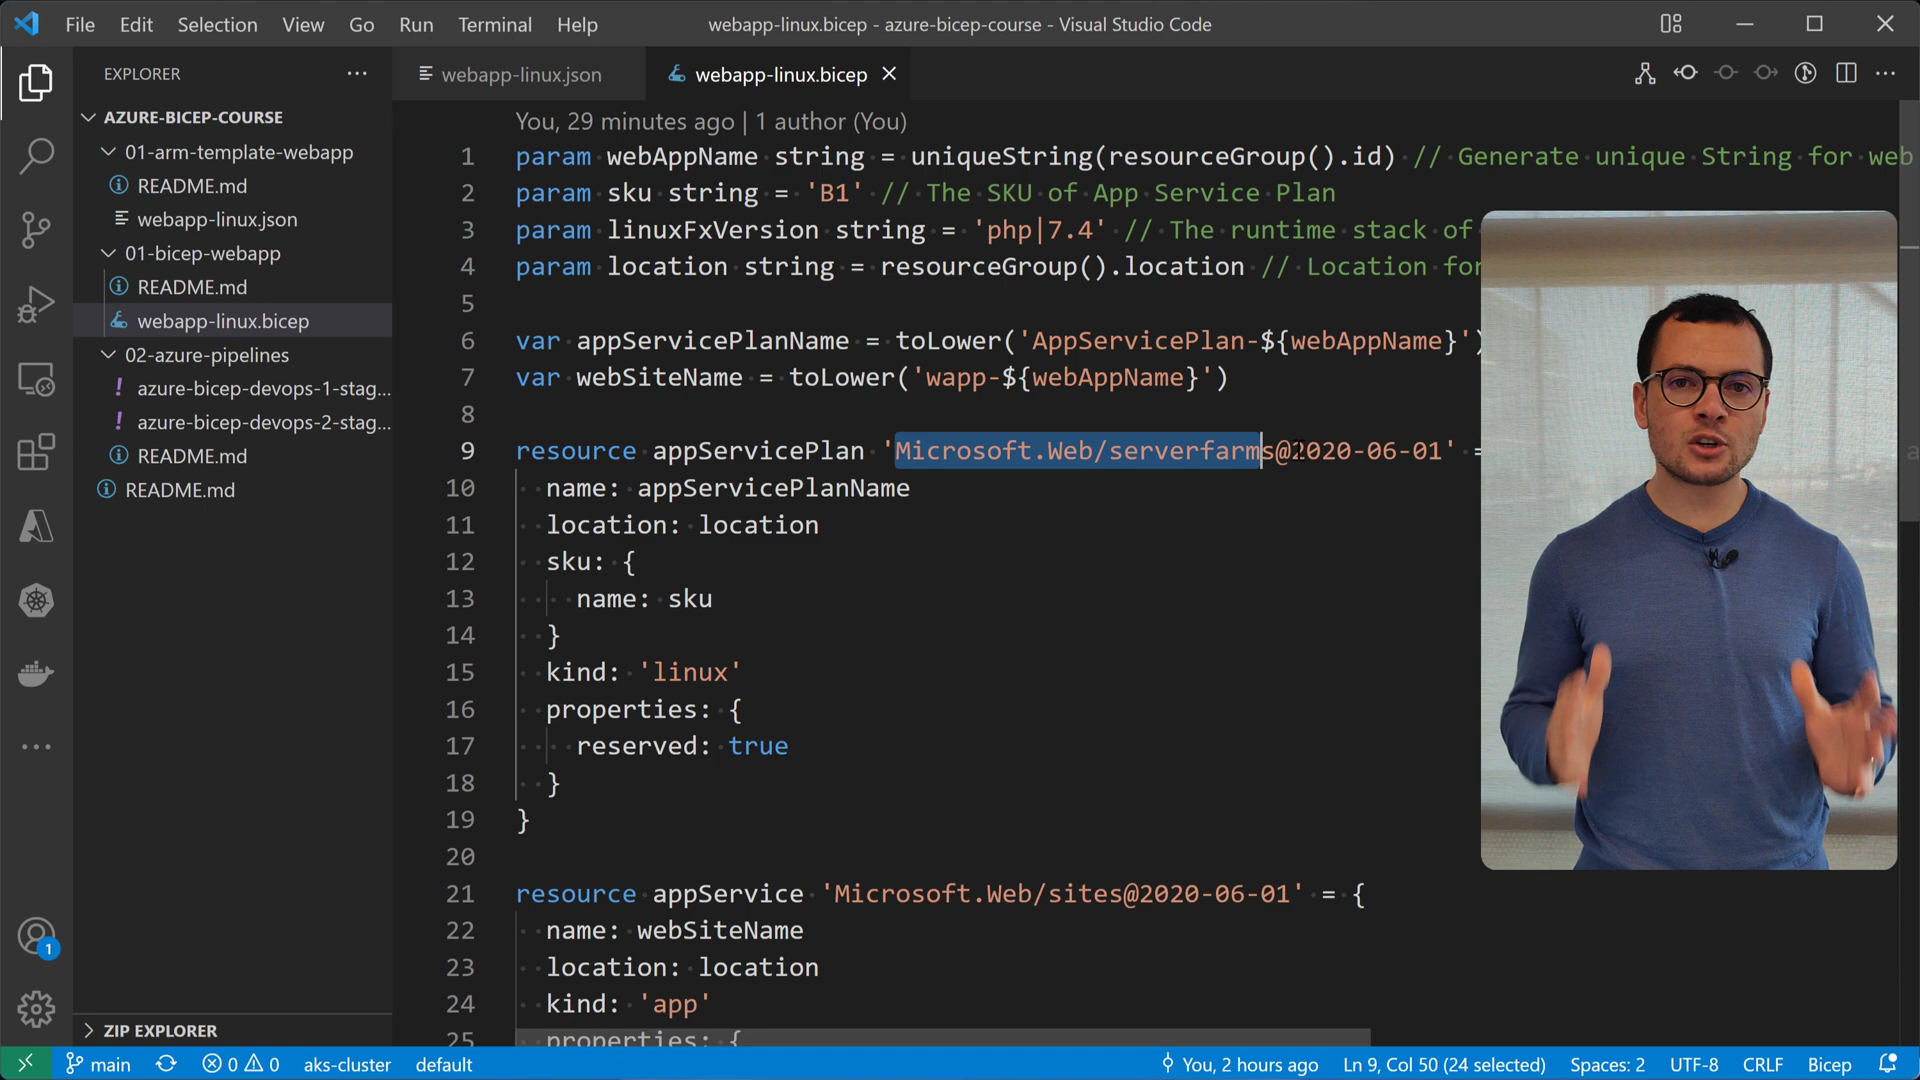 File Edit Selection View Go Run Terminal Help
webapp-linux.bicep - azure-bicep-course - Visual Studio Code
EXPLORER
AZURE-BICEP-COURSE
01-arm-template-webapp
README.md
webapp-linux.json
01-bicep-webapp
README.md
webapp-linux.bicep
02-azure-pipelines
azure-bicep-devops-1-stag...
azure-bicep-devops-2-stag...
README.md
README.md
ZIP EXPLORER
webapp-linux.json
webapp-linux.bicep
You, 29 minutes ago | 1 author (You)
1 param webAppName string = uniqueString(resourceGroup().id) // Generate unique String for web
2 param sku string = 'B1' // The SKU of App Service Plan
3 param linuxFxVersion string = 'php|7.4' // The runtime stack of
4 param location string = resourceGroup().location // Location for
5
6 var appServicePlanName = toLower('AppServicePlan-${webAppName}')
7 var webSiteName = toLower('wapp-${webAppName}')
8
9 resource appServicePlan 'Microsoft.Web/serverfarms@2020-06-01' =
10 name: appServicePlanName
11 location: location
12 sku: {
13 name: sku
14 }
15 kind: 'linux'
16 properties: {
17 reserved: true
18 }
19 }
20
21 resource appService 'Microsoft.Web/sites@2020-06-01' = {
22 name: webSiteName
23 location: location
24 kind: 'app'
25 properties: {
1
main 0 0 aks-cluster default
You, 2 hours ago Ln 9, Col 50 (24 selected) Spaces: 2 UTF-8 CRLF Bicep